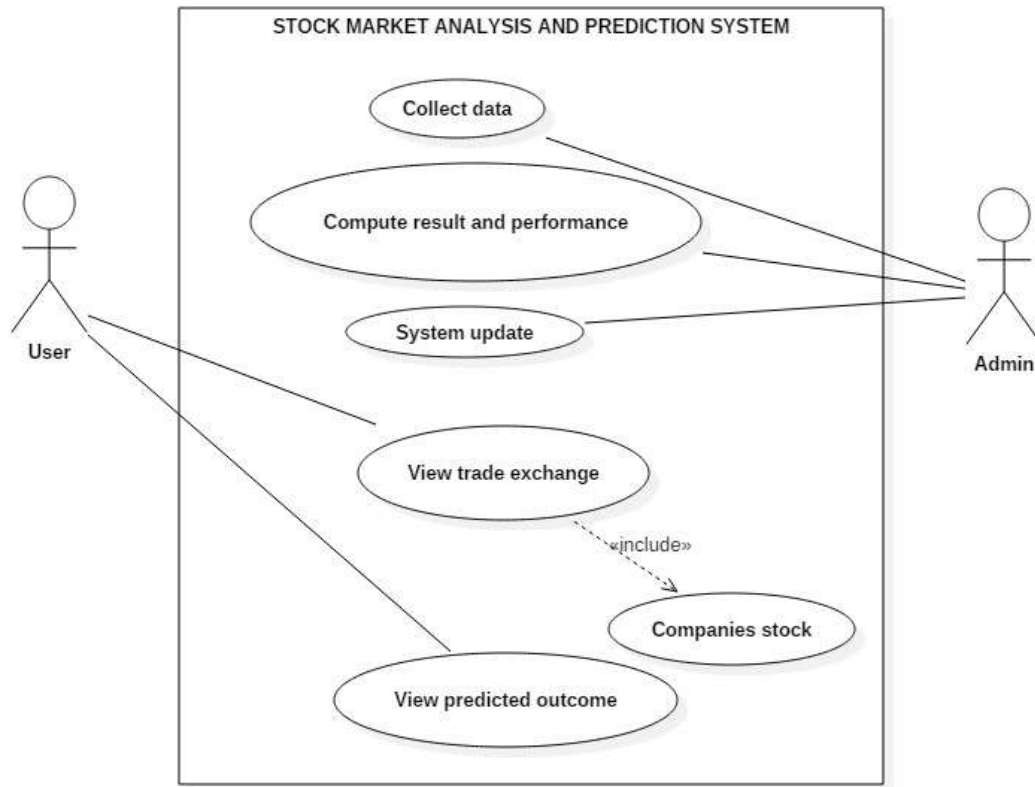 STOCK MARKET ANALYSIS AND PREDICTION SYSTEM
Collect data
Compute result and performance
System update
User
Admin
View trade exchange
«include»
Companies stock
View predicted outcome